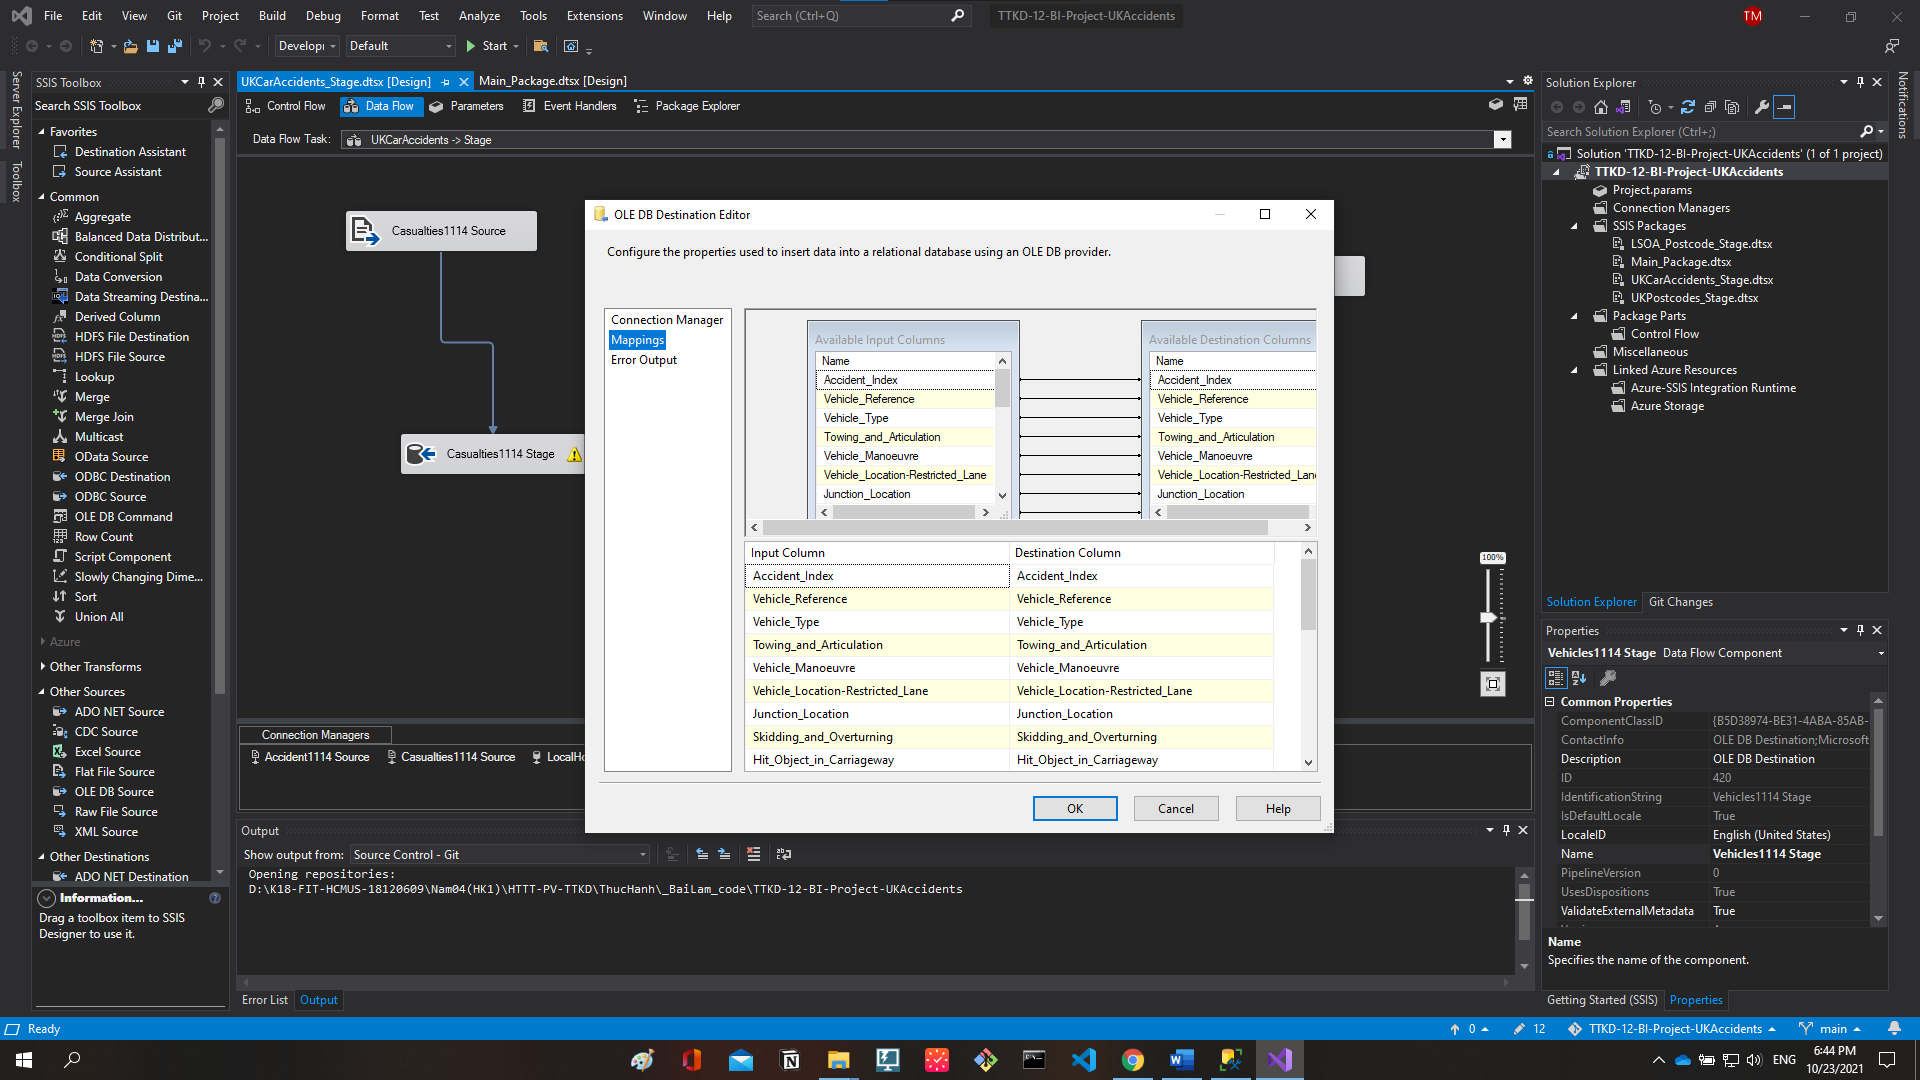 File Edit View Git Project Build Debug Format Test Analyze Tools Extensions Window Help Search (Ctrl+Q) TTKD-12-BI-Project-UKAccidents TM
Developi Default Start
Server Explorer
Toolbox
SSIS Toolbox
Search SSIS Toolbox
Favorites
Destination Assistant
Source Assistant
Common
Aggregate
Balanced Data Distribut...
Conditional Split
Data Conversion
Data Streaming Destina...
Derived Column
HDFS File Destination
HDFS File Source
Lookup
Merge
Merge Join
Multicast
OData Source
ODBC Destination
ODBC Source
OLE DB Command
Row Count
Script Component
Slowly Changing Dime...
Sort
Union All
Azure
Other Transforms
Other Sources
ADO NET Source
CDC Source
Excel Source
Flat File Source
OLE DB Source
Raw File Source
XML Source
Other Destinations
ADO NET Destination
Information...
Drag a toolbox item to SSIS
Designer to use it.
UKCarAccidents_Stage.dtsx [Design] Main_Package.dtsx [Design]
Control Flow Data Flow Parameters Event Handlers Package Explorer
Data Flow Task: UKCarAccidents -> Stage
Casualties1114 Source
Casualties1114 Stage
OLE DB Destination Editor
Configure the properties used to insert data into a relational database using an OLE DB provider.
Connection Manager
Mappings
Error Output
Available Input Columns
Name
Accident_Index
Vehicle_Reference
Vehicle_Type
Towing_and_Articulation
Vehicle_Manoeuvre
Vehicle_Location-Restricted_Lane
Junction_Location
Available Destination Columns
Name
Accident_Index
Vehicle_Reference
Vehicle_Type
Towing_and_Articulation
Vehicle_Manoeuvre
Vehicle_Location-Restricted_Lane
Junction_Location
Input Column Destination Column
Accident_Index Accident_Index
Vehicle_Reference Vehicle_Reference
Vehicle_Type Vehicle_Type
Towing_and_Articulation Towing_and_Articulation
Vehicle_Manoeuvre Vehicle_Manoeuvre
Vehicle_Location-Restricted_Lane Vehicle_Location-Restricted_Lane
Junction_Location Junction_Location
Skidding_and_Overturning Skidding_and_Overturning
Hit_Object_in_Carriageway Hit_Object_in_Carriageway
OK Cancel Help
100%
Connection Managers
Accident1114 Source Casualties1114 Source LocalHo
Output
Show output from: Source Control - Git
Opening repositories:
D:\K18-FIT-HCMUS-18120609\Nam04(HK1)\HTTT-PV-TTKD\ThucHanh\_BaiLam_code\TTKD-12-BI-Project-UKAccidents
Error List Output
Solution Explorer
Search Solution Explorer (Ctrl+;)
Solution 'TTKD-12-BI-Project-UKAccidents' (1 of 1 project)
TTKD-12-BI-Project-UKAccidents
Project.params
Connection Managers
SSIS Packages
LSOA_Postcode_Stage.dtsx
Main_Package.dtsx
UKCarAccidents_Stage.dtsx
UKPostcodes_Stage.dtsx
Package Parts
Control Flow
Miscellaneous
Linked Azure Resources
Azure-SSIS Integration Runtime
Azure Storage
Solution Explorer Git Changes
Properties
Vehicles1114 Stage Data Flow Component
Common Properties
ComponentClassID {B5D38974-BE31-4ABA-85AB-
ContactInfo OLE DB Destination;Microsoft
Description OLE DB Destination
ID 420
IdentificationString Vehicles1114 Stage
IsDefaultLocale True
LocaleID English (United States)
Name Vehicles1114 Stage
PipelineVersion 0
UsesDispositions True
ValidateExternalMetadata True
Name
Specifies the name of the component.
Getting Started (SSIS) Properties
Notifications
Ready 0 12 TTKD-12-BI-Project-UKAccidents main
ENG 6:44 PM
10/23/2021